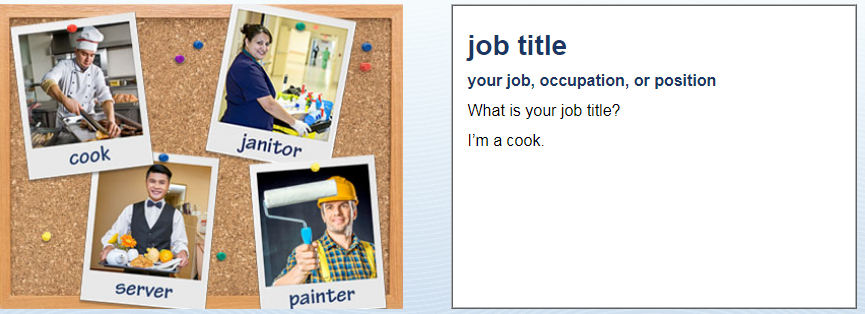 cook
janitor
server
painter
job title
your job, occupation, or position
What is your job title?
I'm a cook.